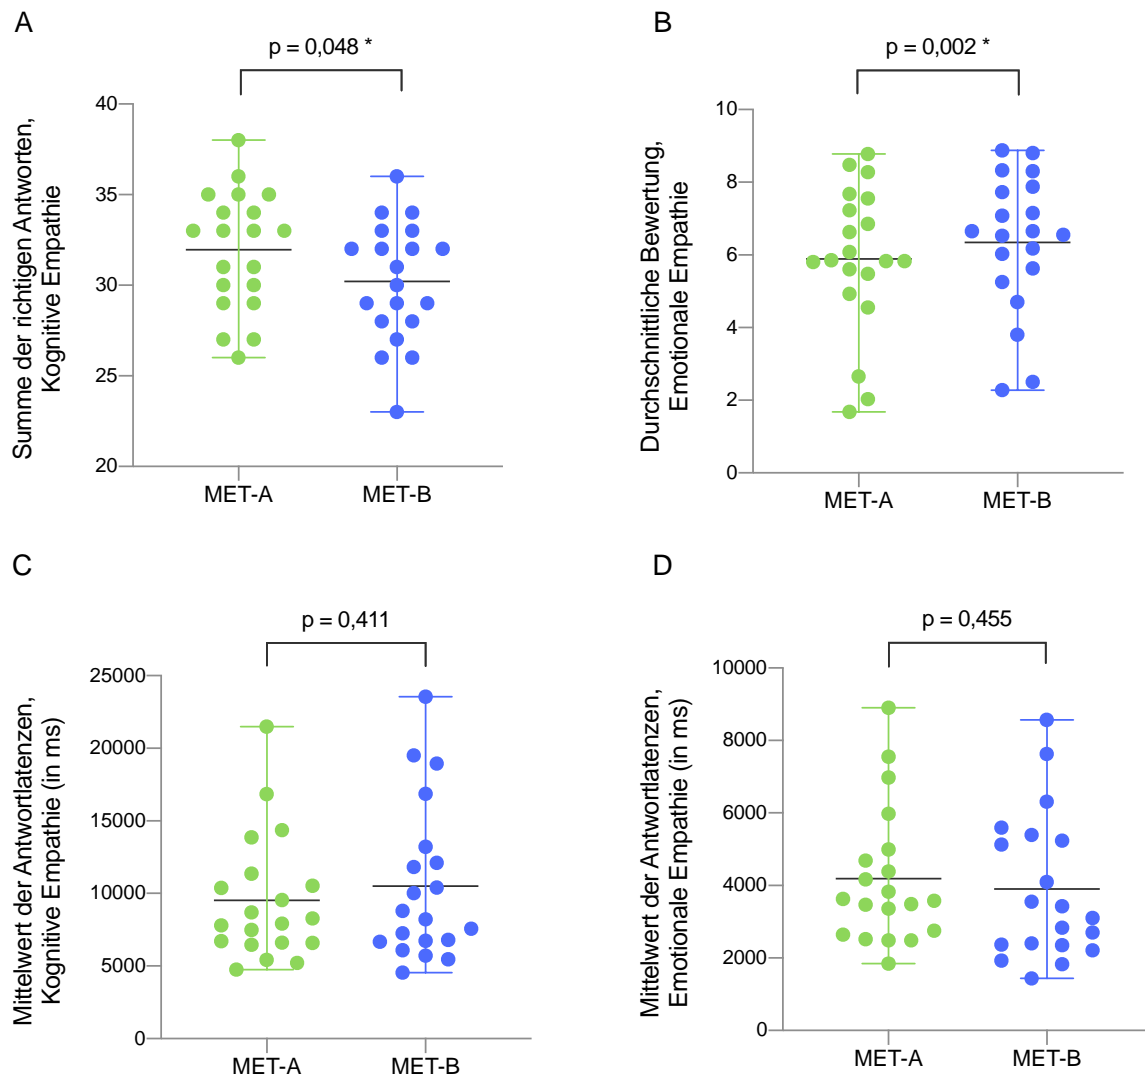 A
p = 0,048 *
Summe der richtigen Antworten,
Kognitive Empathie
40
35
30
25
20
MET-A
MET-B
B
p = 0,002 *
Durchschnittliche Bewertung,
Emotionale Empathie
10
8
6
4
2
0
MET-A
MET-B
C
p = 0,411
Mittelwert der Antwortlatenzen,
Kognitive Empathie (in ms)
25000
20000
15000
10000
5000
0
MET-A
MET-B
D
p = 0,455
Mittelwert der Antwortlatenzen,
Emotionale Empathie (in ms)
10000
8000
6000
4000
2000
0
MET-A
MET-B